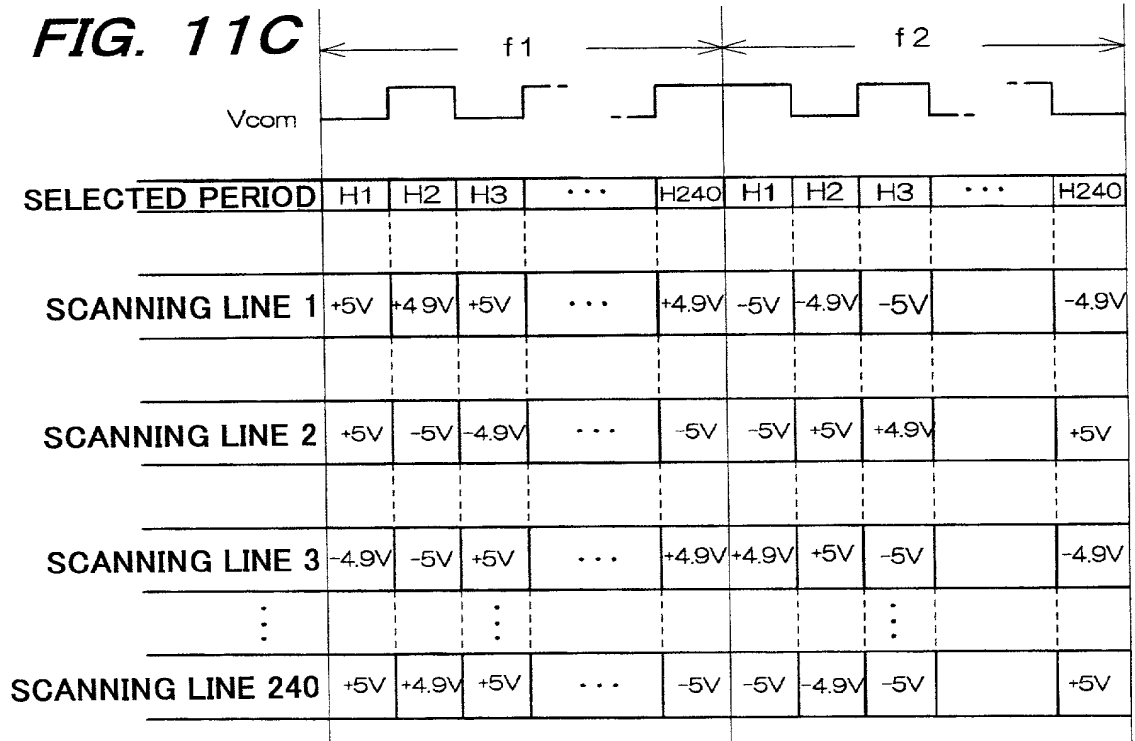 FIG. 11C
f1 f2
Vcom
SELECTED PERIOD H1 H2 H3 ··· H240 H1 H2 H3 ··· H240
SCANNING LINE 1 +5V +4.9V +5V ··· +4.9V -5V -4.9V -5V -4.9V
SCANNING LINE 2 +5V -5V -4.9V ··· -5V -5V +5V +4.9V +5V
SCANNING LINE 3 -4.9V -5V +5V ··· +4.9V +4.9V +5V -5V -4.9V
SCANNING LINE 240 +5V +4.9V +5V ··· -5V -5V -4.9V -5V +5V